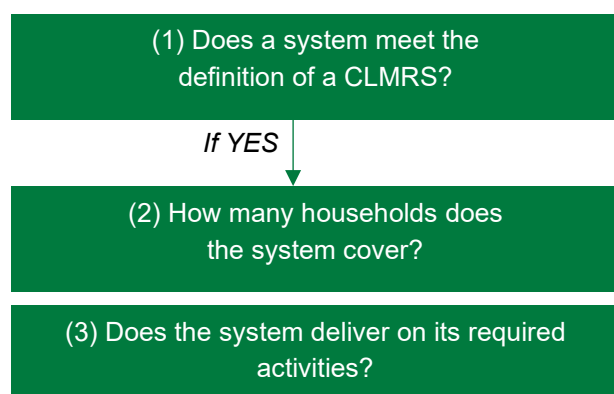 (1) Does a system meet the
definition of a CLMRS?
If YES
(2) How many households does
the system cover?
(3) Does the system deliver on its required
activities?